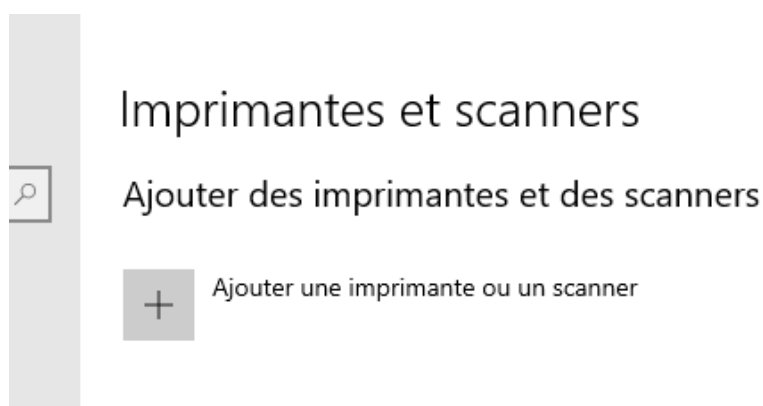 Imprimantes et scanners
Ajouter des imprimantes et des scanners
Ajouter une imprimante ou un scanner